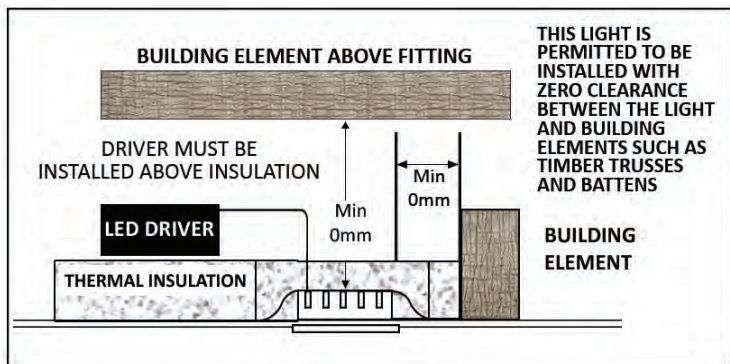 BUILDING ELEMENT ABOVE FITTING
THIS LIGHT IS
PERMITTED TO BE
INSTALLED WITH
ZERO CLEARANCE
BETWEEN THE LIGHT
AND BUILDING
ELEMENTS SUCH AS
TIMBER TRUSSES
AND BATTENS
DRIVER MUST BE
INSTALLED ABOVE INSULATION
Min
0mm
Min
0mm
LED DRIVER
BUILDING
ELEMENT
THERMAL INSULATION